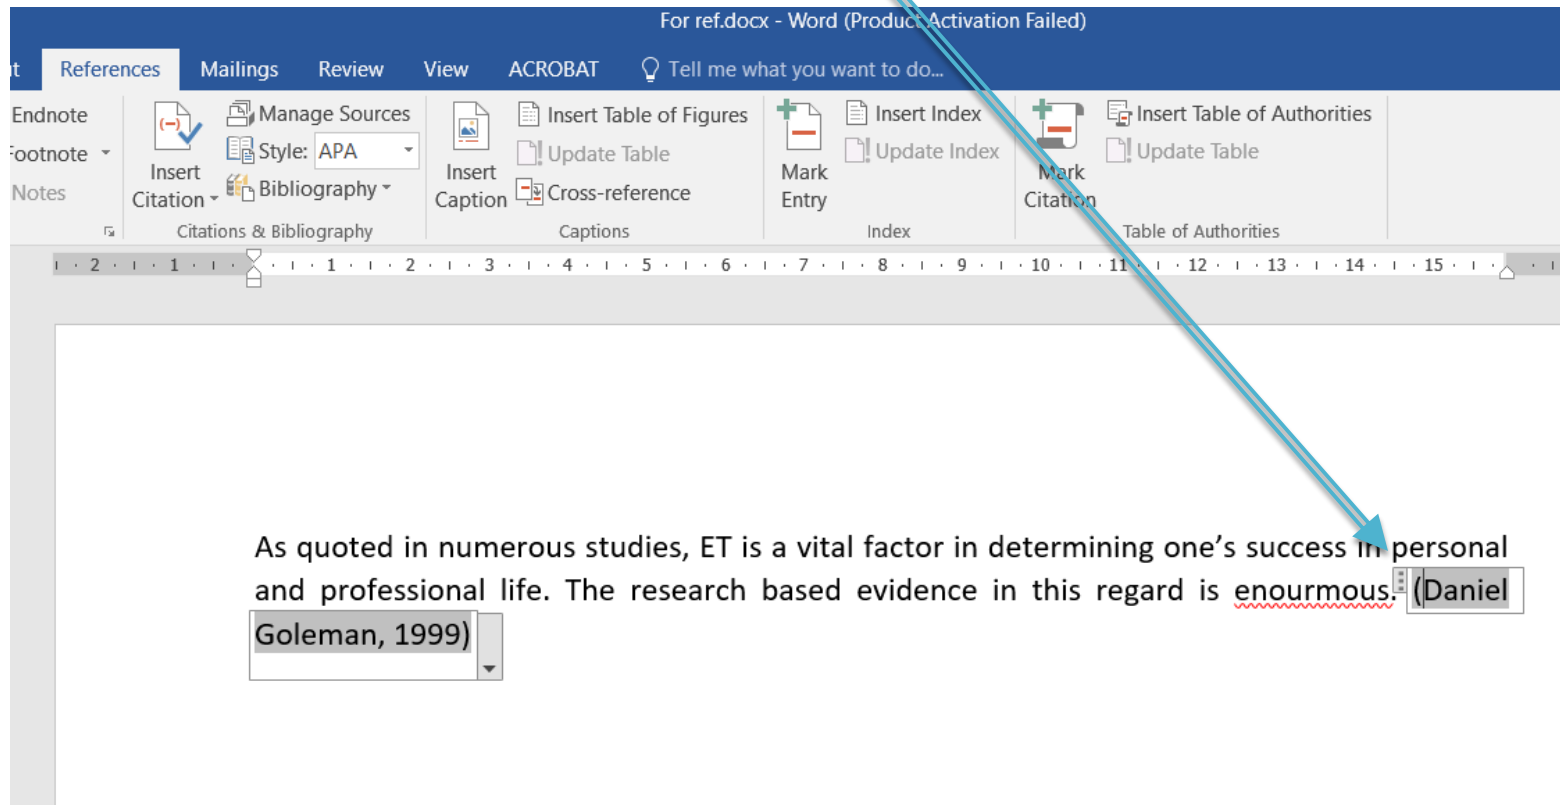 For ref.docx - Word (Product Activation Failed)
References Mailings Review View ACROBAT Tell me what you want to do...
Endnote
Footnote
Notes
Insert
Citation
Manage Sources
Style: APA
Bibliography
Citations & Bibliography
Insert
Caption
Insert Table of Figures
Update Table
Cross-reference
Captions
Mark
Entry
Insert Index
Update Index
Index
Mark
Citation
Insert Table of Authorities
Update Table
Table of Authorities
2 1 1 2 3 4 5 6 7 8 9 10 11 12 13 14 15
As quoted in numerous studies, ET is a vital factor in determining one's success in personal
and professional life. The research based evidence in this regard is enourmous. (Daniel
Goleman, 1999)